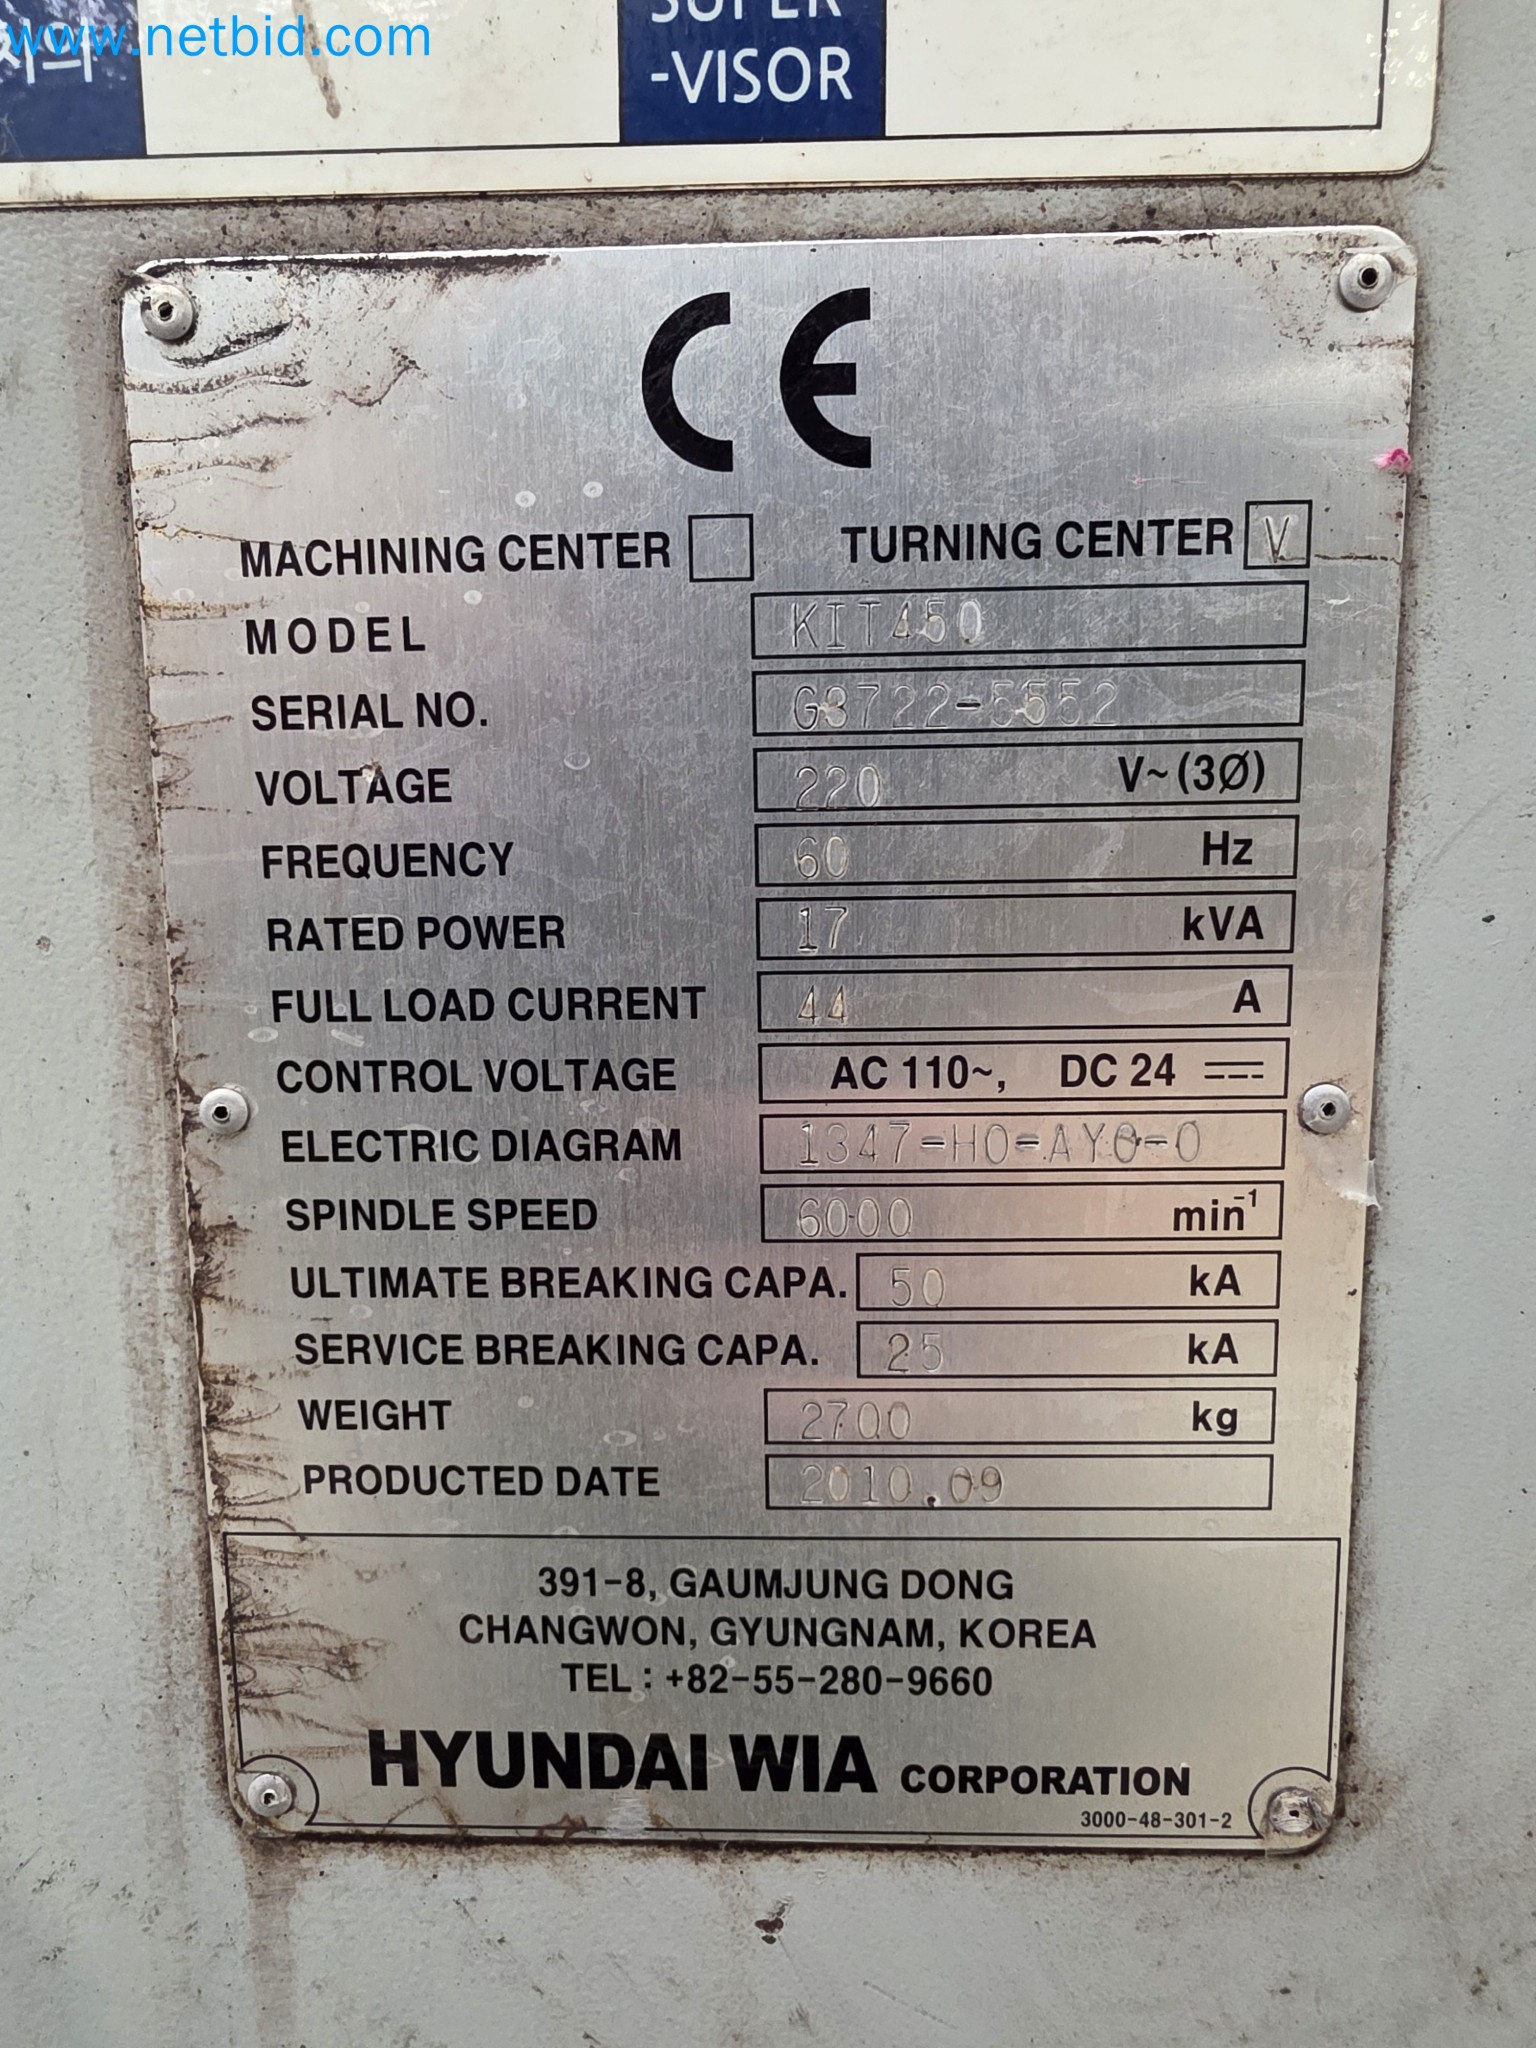 www.netbid.com
SUPER
-VISOR
CE
MACHINING CENTER TURNING CENTER V
MODEL KIT450
SERIAL NO. G3722-5552
VOLTAGE 220 V~(3Ø)
FREQUENCY 60 Hz
RATED POWER 17 kVA
FULL LOAD CURRENT 44 A
CONTROL VOLTAGE AC 110~, DC 24 ⎓
ELECTRIC DIAGRAM 1347-HO-AY0-0
SPINDLE SPEED 6000 min⁻¹
ULTIMATE BREAKING CAPA. 50 kA
SERVICE BREAKING CAPA. 25 kA
WEIGHT 2700 kg
PRODUCTED DATE 2010.09
391-8, GAUMJUNG DONG
CHANGWON, GYUNGNAM, KOREA
TEL : +82-55-280-9660
HYUNDAI WIA CORPORATION
3000-48-301-2